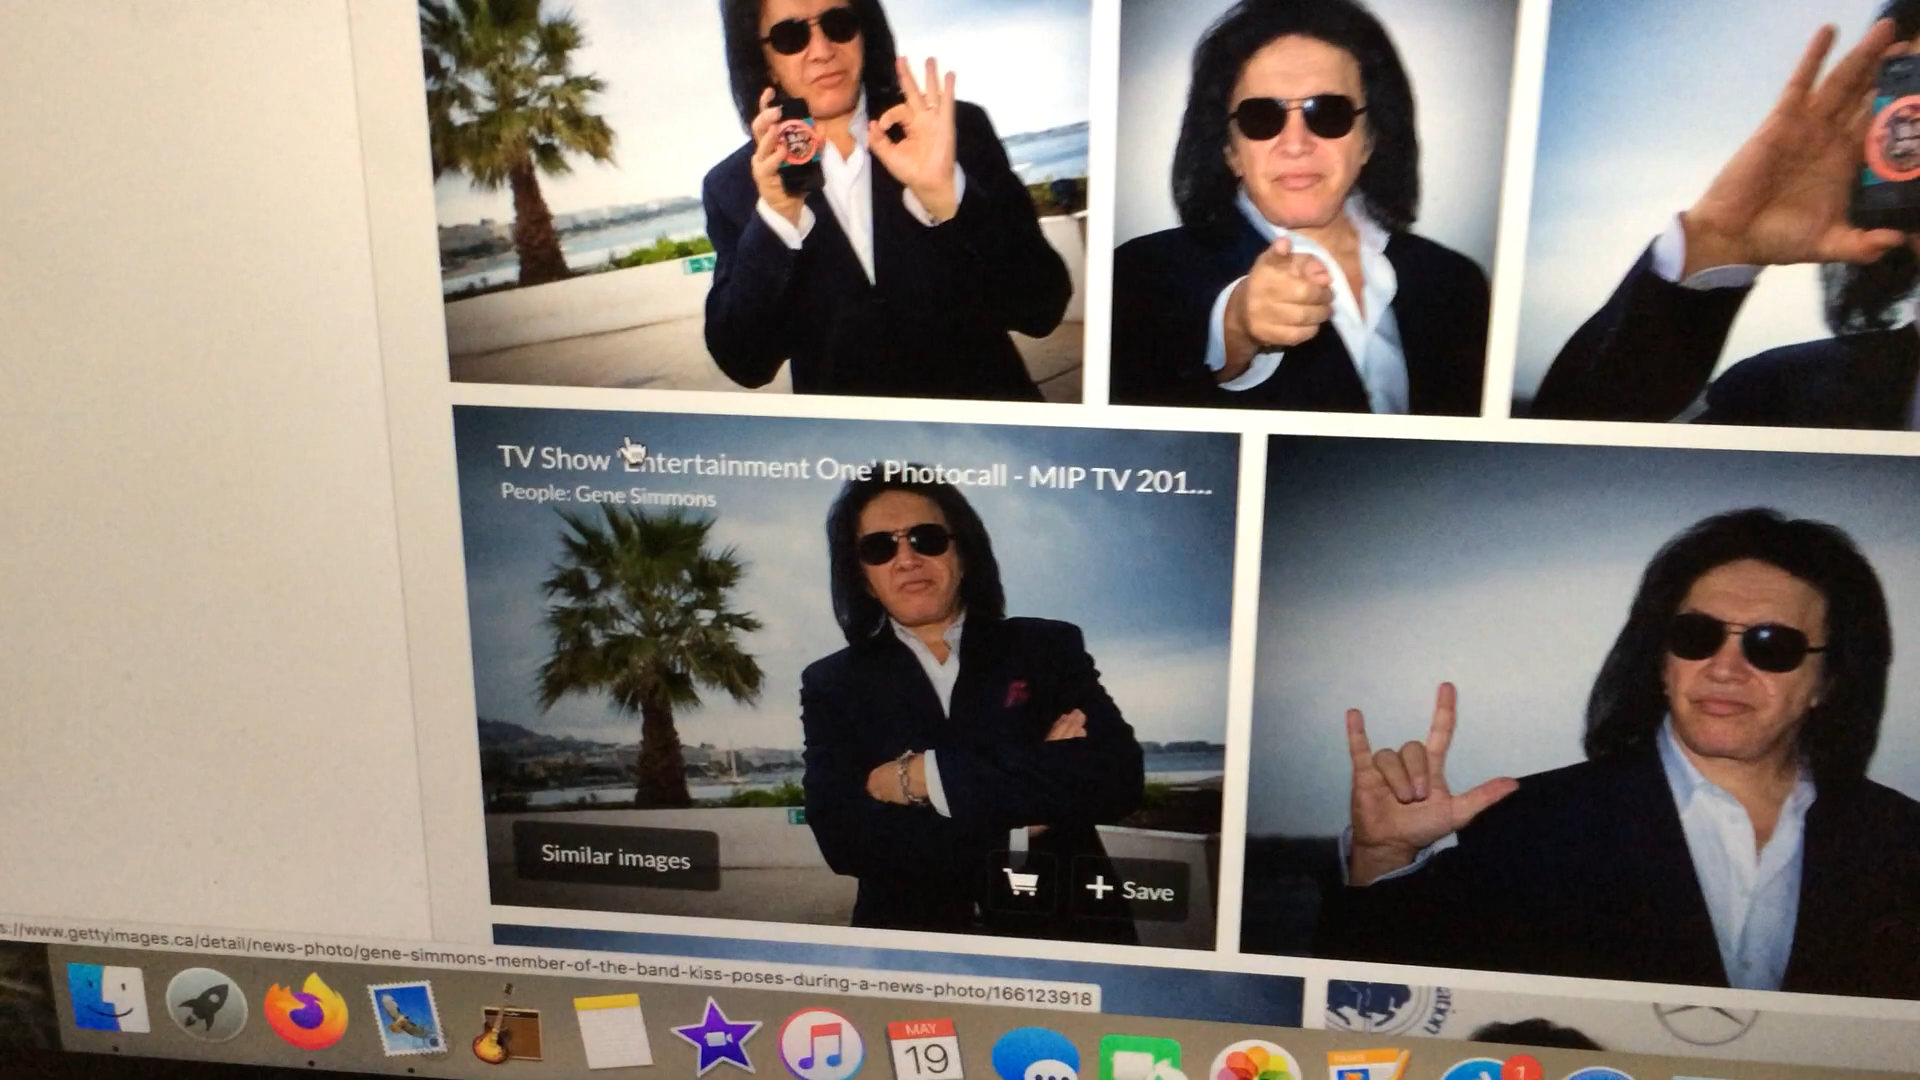 TV Show 'Entertainment One' Photocall - MIP TV 201...
People: Gene Simmons
Similar images
+ Save
s://www.gettyimages.ca/detail/news-photo/gene-simmons-member-of-the-band-kiss-poses-during-a-news-photo/166123918
MAY
19
1